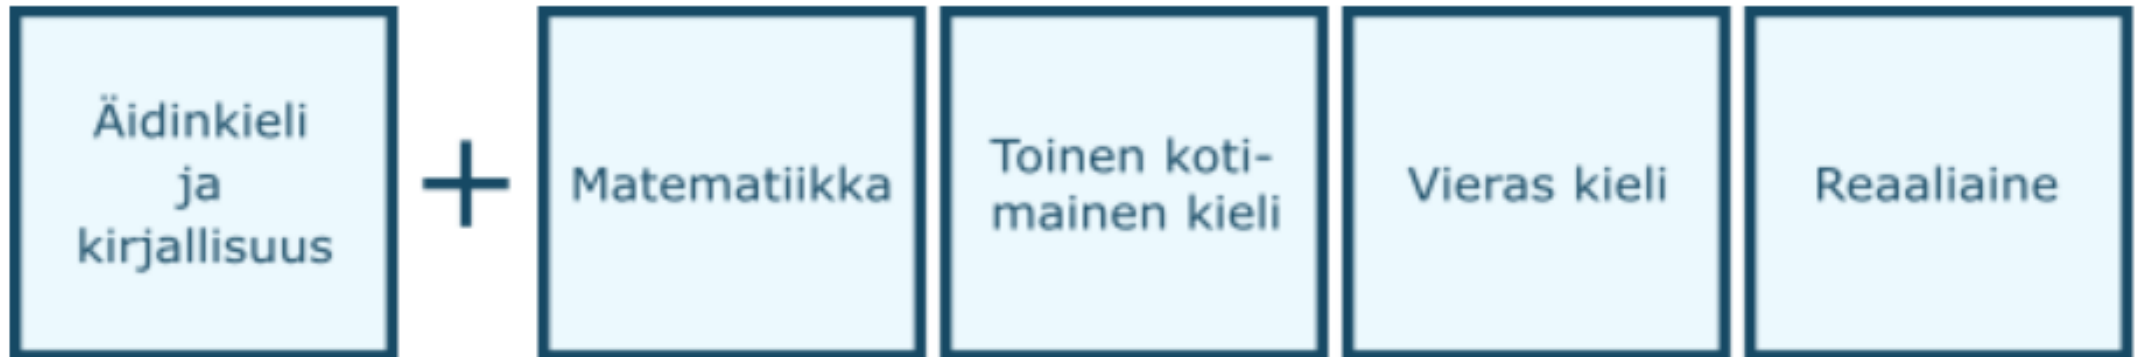 Äidinkieli
ja
kirjallisuus
+
Matematiikka
Toinen koti-
mainen kieli
Vieras kieli
Reaaliaine